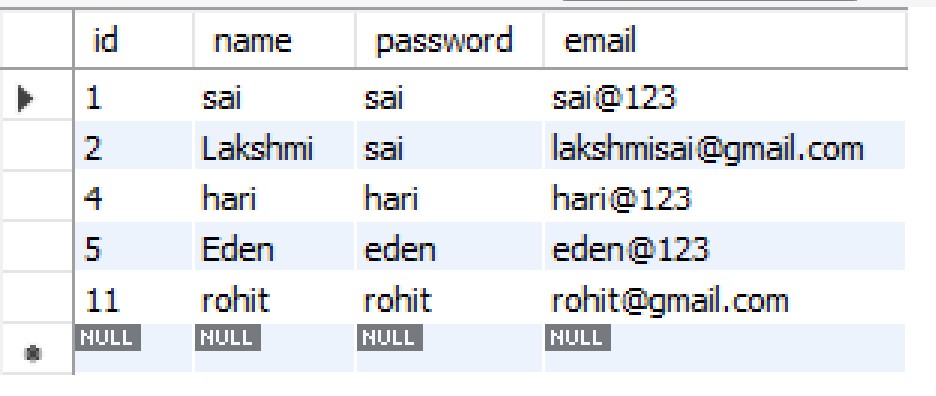 id name password email
1 sai sai sai@123
2 Lakshmi sai lakshmisai@gmail.com
4 hari hari hari@123
5 Eden eden eden@123
11 rohit rohit rohit@gmail.com
NULL NULL NULL NULL